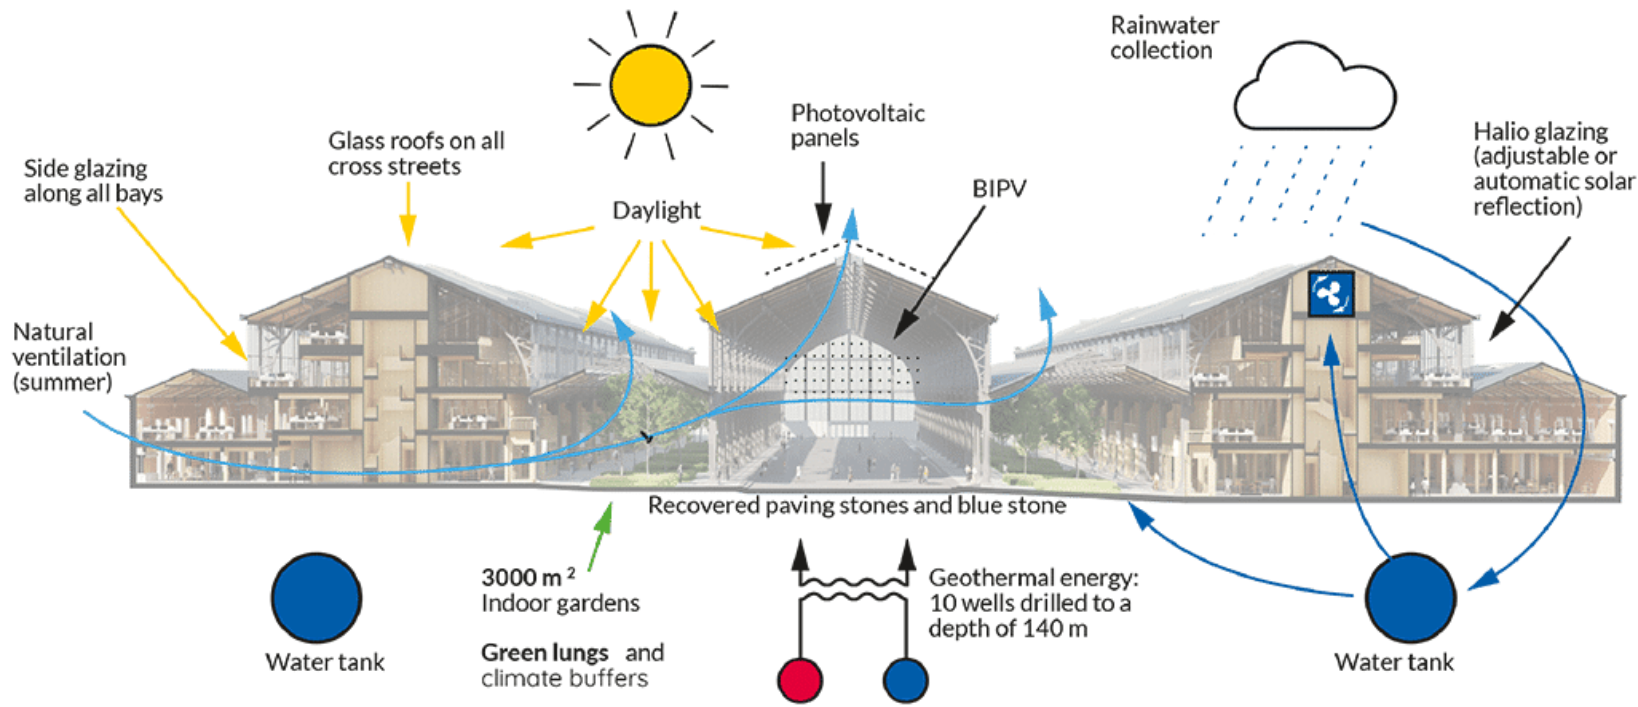 Rainwater
collection
Photovoltaic
panels
Halio glazing
(adjustable or
automatic solar
reflection)
Glass roofs on all
cross streets
Side glazing
along all bays
BIPV
Daylight
Natural
ventilation
(summer)
Recovered paving stones and blue stone
3000 m²
Indoor gardens
Green lungs and
climate buffers
Geothermal energy:
10 wells drilled to a
depth of 140 m
Water tank
Water tank